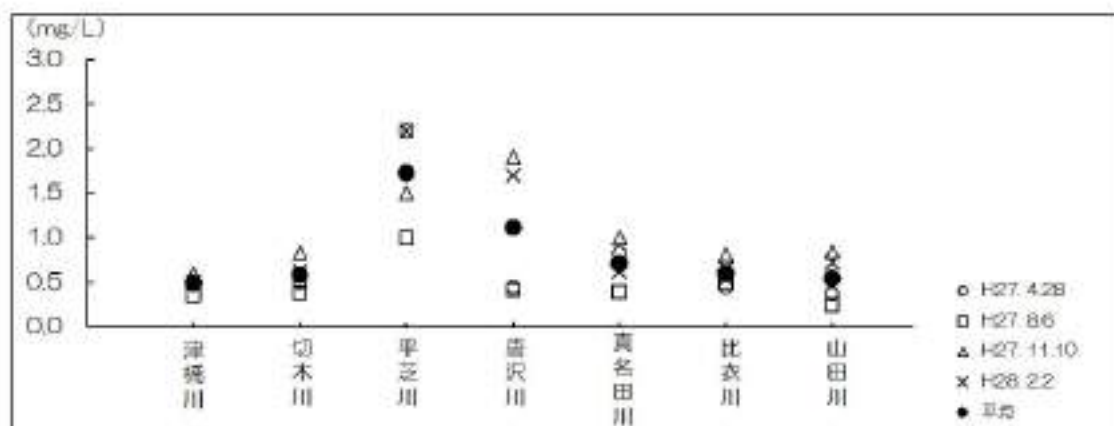 (mg/L)
3.0
2.5
2.0
1.5
1.0
0.5
0.0
津橋川
切木川
平芝川
唐沢川
真名田川
比衣川
山田川
H27. 4.28
H27. 8.6
H27. 11.10
H28. 2.2
平均